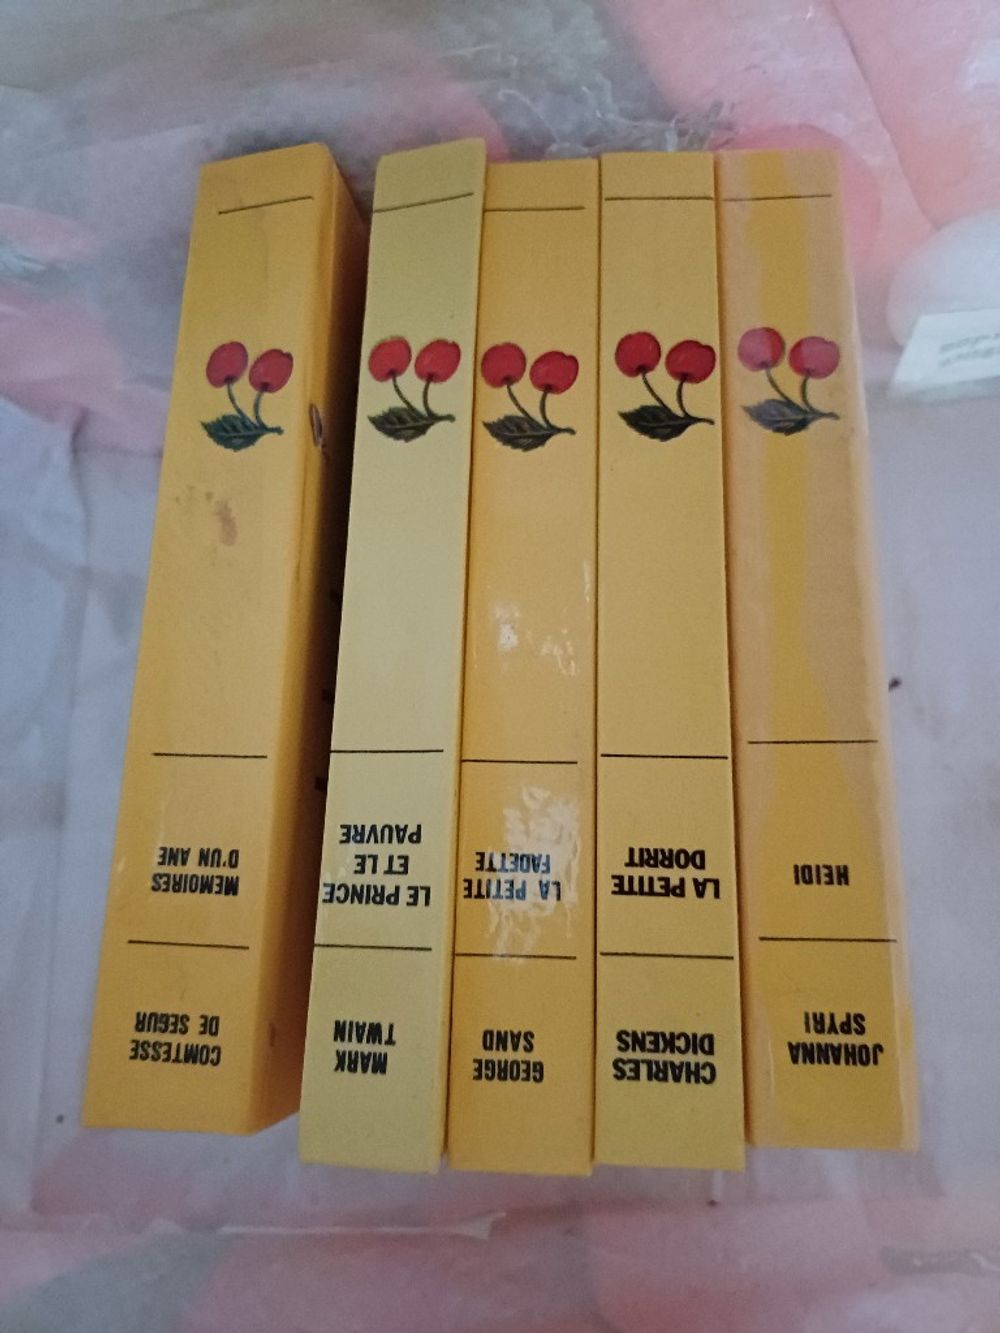 COMTESSE
DE SEGUR
MEMOIRES
D'UN ANE
MARK
TWAIN
LE PRINCE
ET LE
PAUVRE
GEORGE
SAND
LA PETITE
FADETTE
CHARLES
DICKENS
LA PETITE
DORRIT
JOHANNA
SPYRI
HEIDI